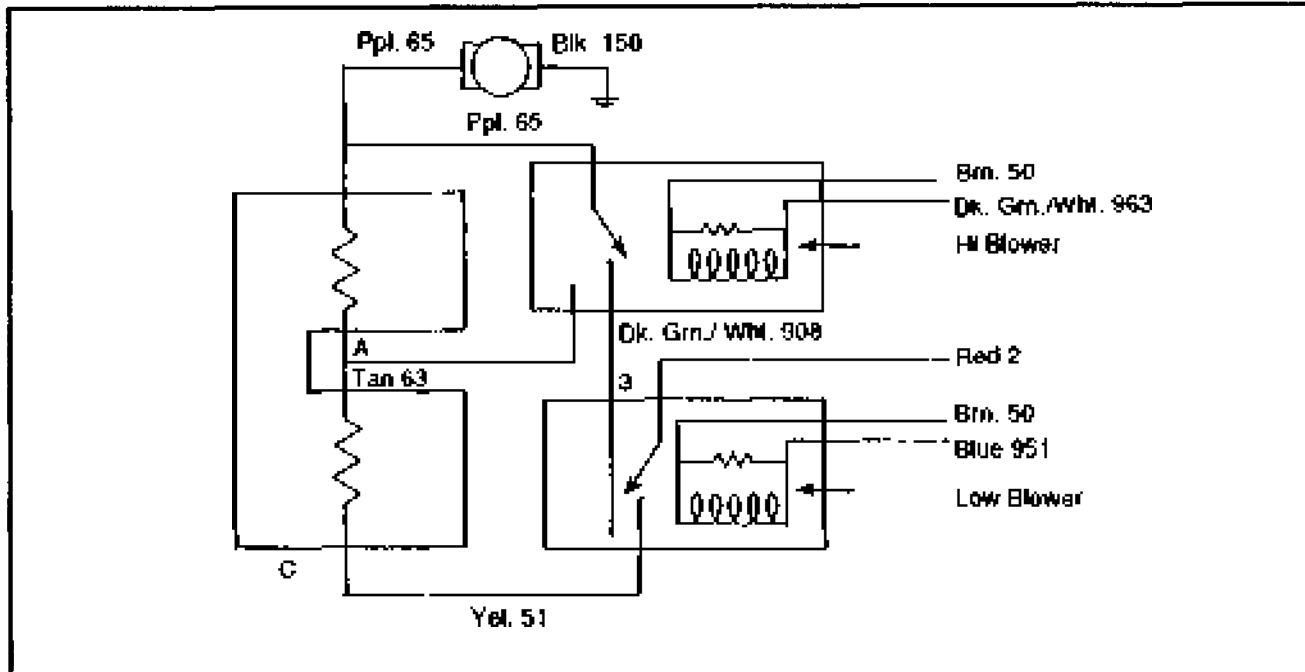 Ppl. 65
Blk 150
Ppl. 65
Brn. 50
Dk. Grn./Wht. 963
Hi Blower
Dk. Grn./ Wht. 908
A
Tan 63
3
Red 2
Brn. 50
Blue 951
Low Blower
C
Yel. 51